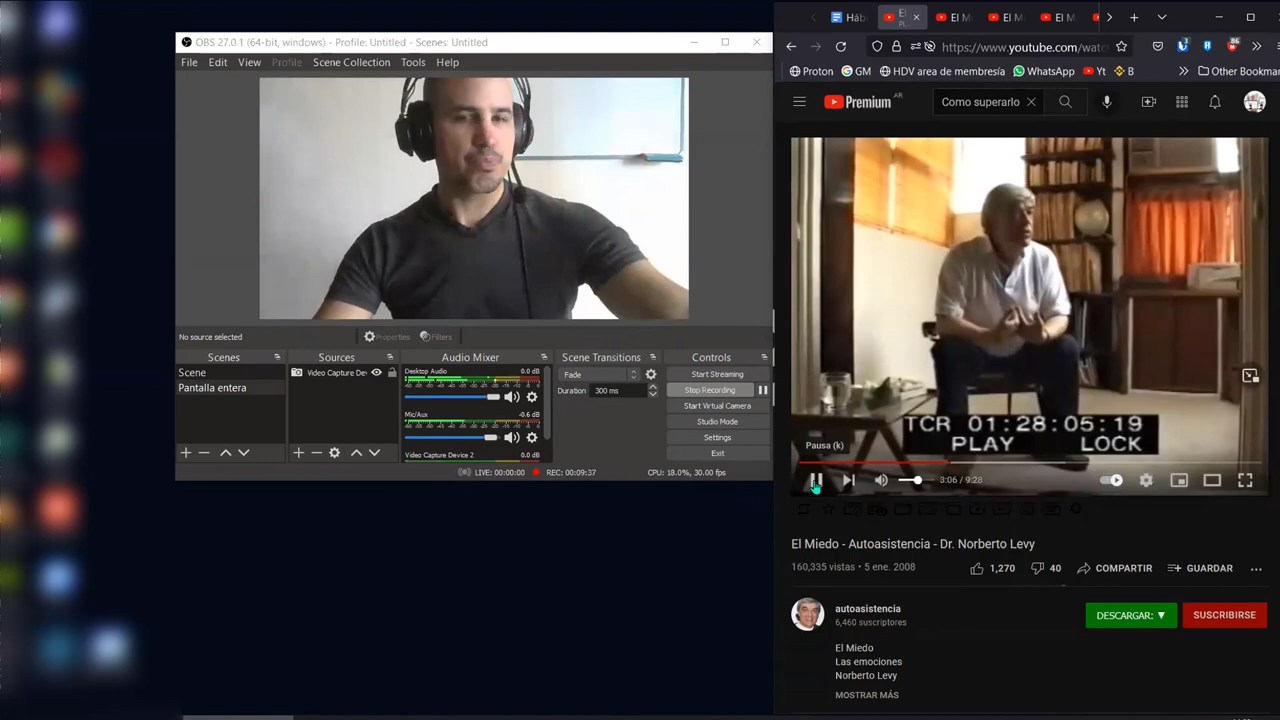 OBS 27.0.1 (64-bit, windows) - Profile: Untitled - Scenes: Untitled
File Edit View Profile Scene Collection Tools Help
No source selected
Properties
Filters
Scenes
Scene
Pantalla entera
Sources
Video Capture De
Audio Mixer
Desktop Audio 0.0 dB
Mic/Aux -0.6 dB
Video Capture Device 2 0.0 dB
Scene Transitions
Fade
Duration 300 ms
Controls
Start Streaming
Stop Recording
Start Virtual Camera
Studio Mode
Settings
Exit
LIVE: 00:00:00 REC: 00:09:37 CPU: 18.0%, 30.00 fps
Háb El M El M El M
https://www.youtube.com/watc
86
Proton GM HDV area de membresía WhatsApp Yt B Other Bookmar
Premium AR
Como superarlo
TCR 01:28:05:19
PLAY LOCK
Pausa (k)
3:06 / 9:28
El Miedo - Autoasistencia - Dr. Norberto Levy
160,335 vistas • 5 ene. 2008
1,270 40 COMPARTIR GUARDAR
autoasistencia
6,460 suscriptores
DESCARGAR: ▼ SUSCRIBIRSE
El Miedo
Las emociones
Norberto Levy
MOSTRAR MÁS